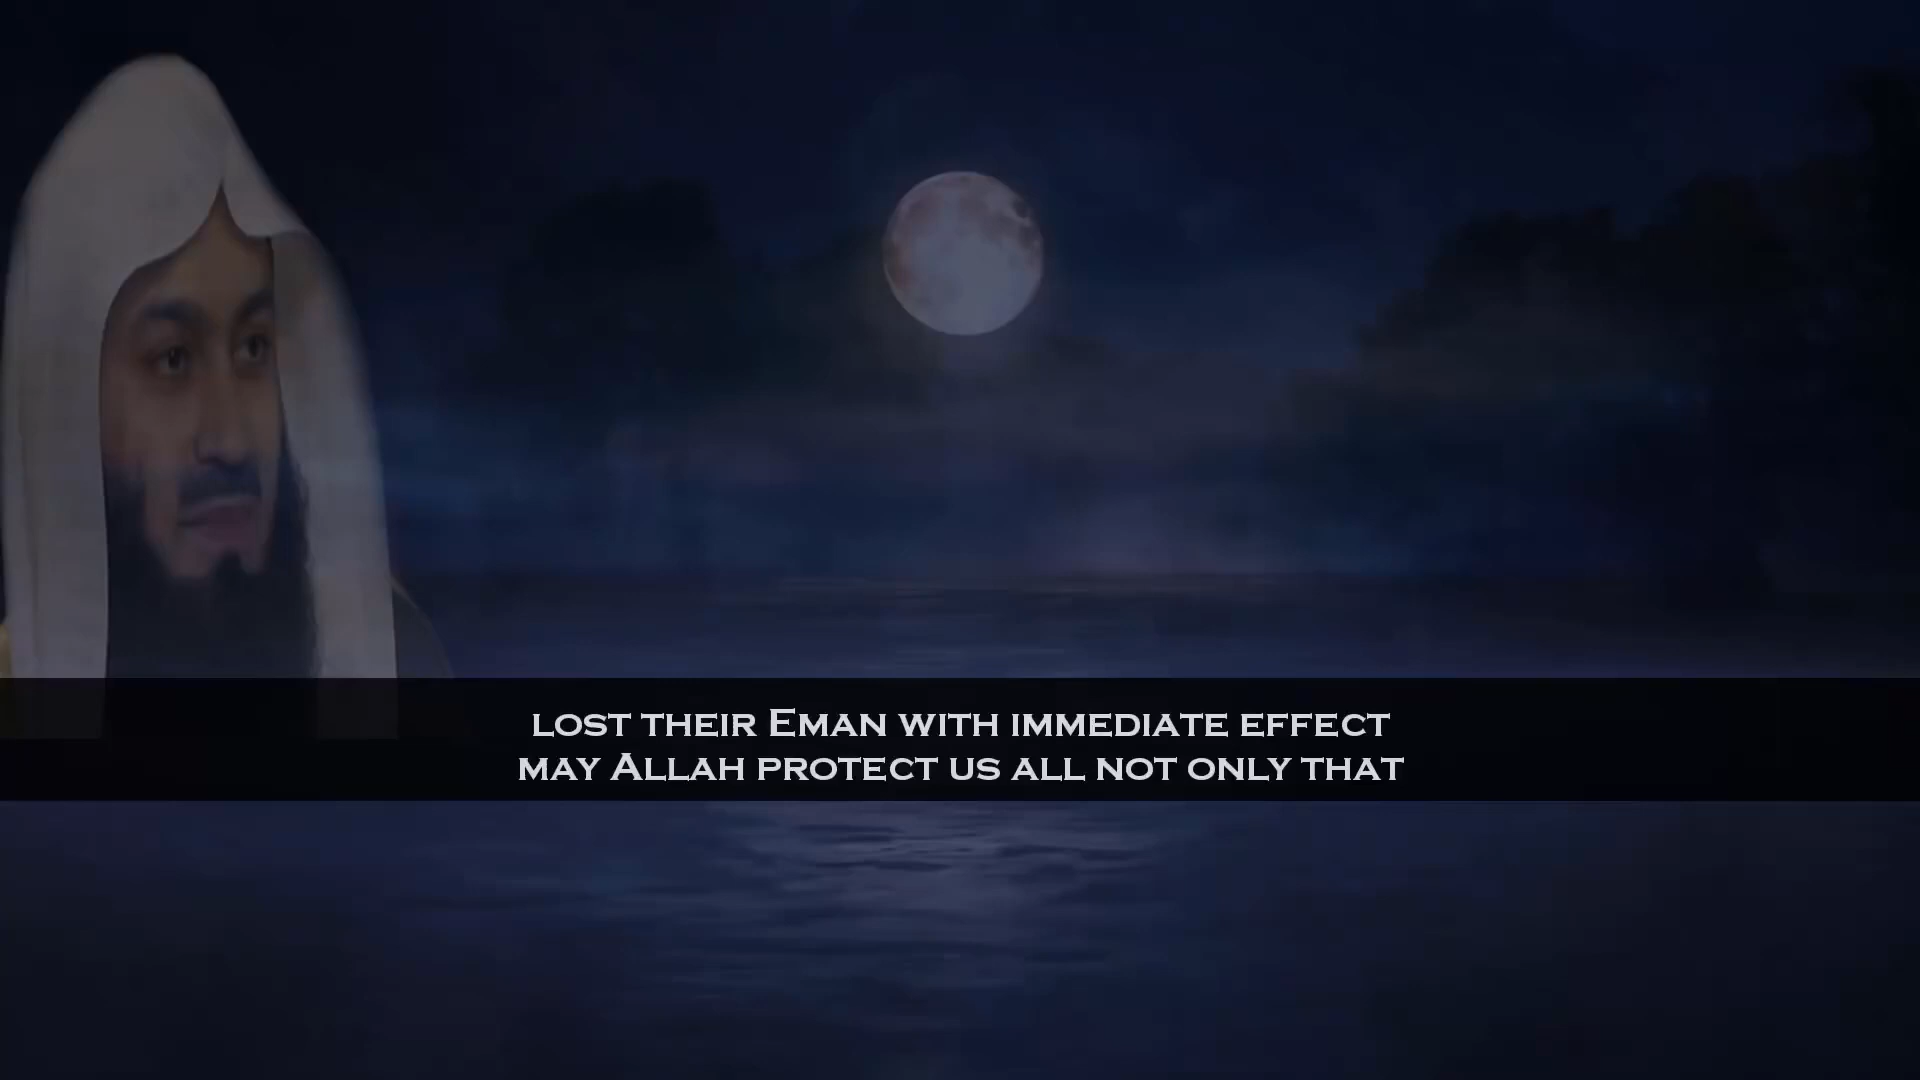 LOST THEIR EMAN WITH IMMEDIATE EFFECT
MAY ALLAH PROTECT US ALL NOT ONLY THAT